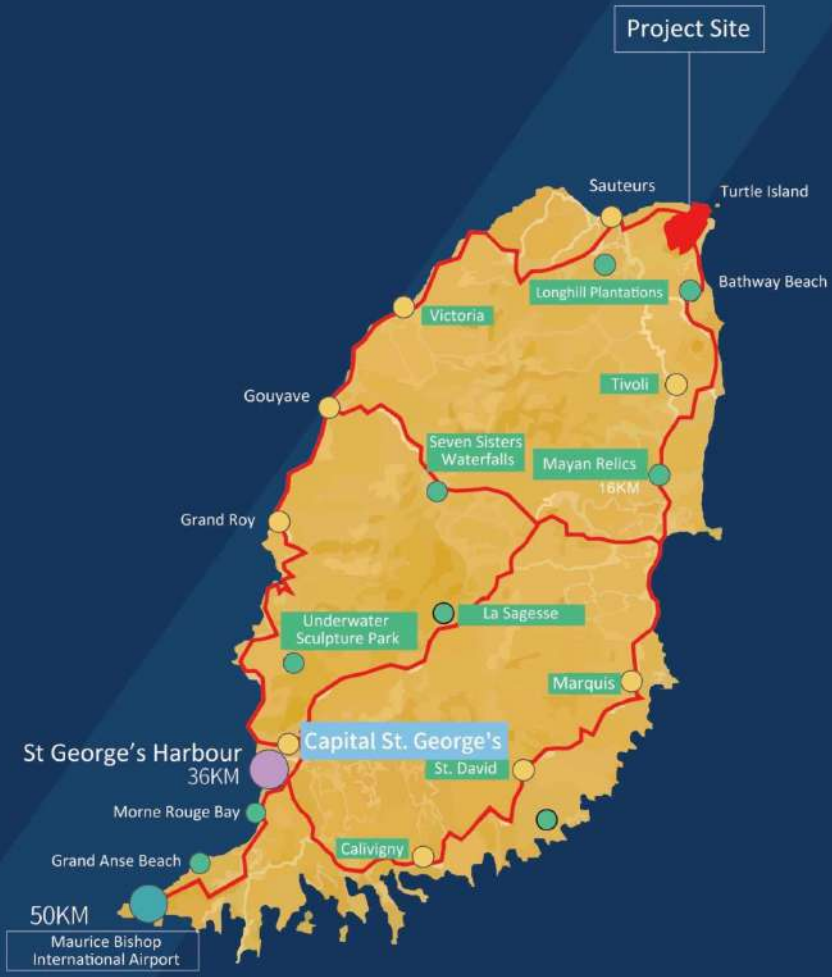 Project Site
Sauteurs
Turtle Island
Longhill Plantations
Bathway Beach
Victoria
Tivoli
Gouyave
Seven Sisters
Waterfalls
Mayan Relics
16KM
Grand Roy
La Sagesse
Underwater
Sculpture Park
Marquis
Capital St. George's
St George's Harbour
36KM
St. David
Morne Rouge Bay
Calivigny
Grand Anse Beach
50KM
Maurice Bishop
International Airport